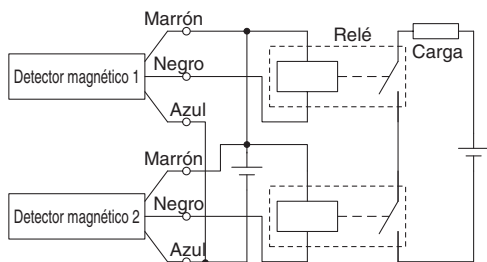 Marrón
Relé
Carga
Negro
Detector magnético 1
Azul
Marrón
Negro
Detector magnético 2
Azul